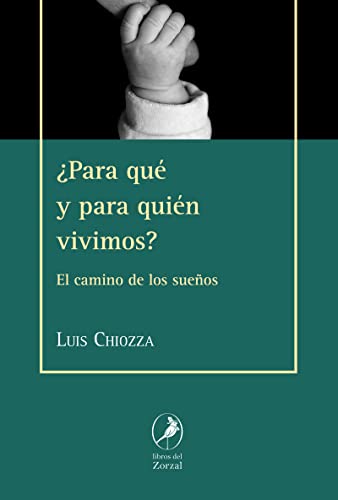 ¿Para qué
y para quién
vivimos?
El camino de los sueños
Luis Chiozza
libros del
Zorzal